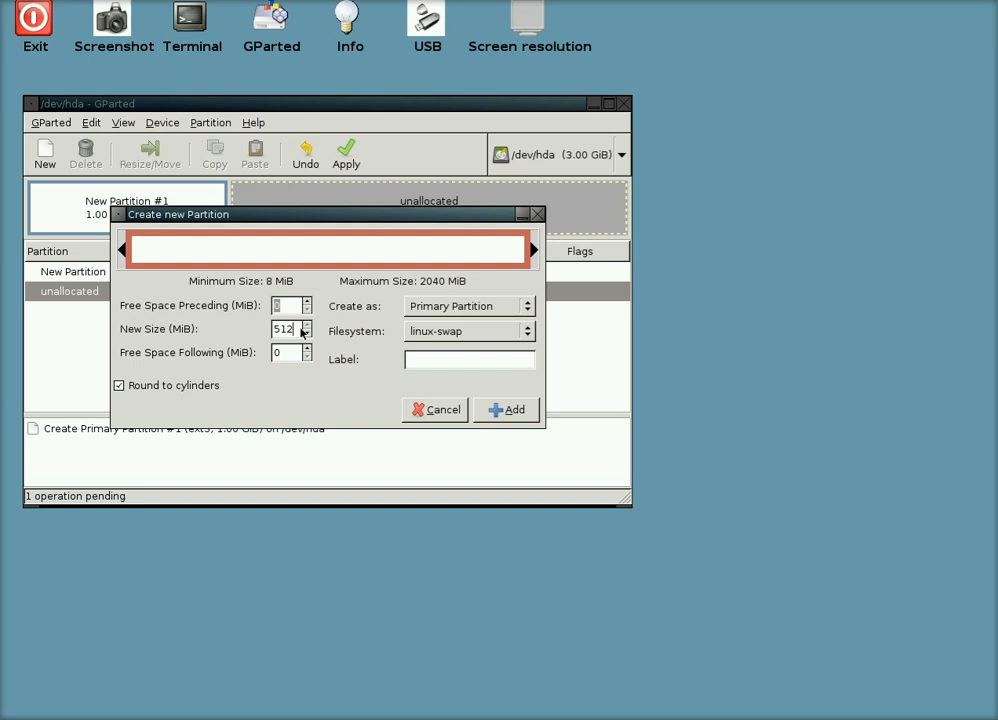 Exit Screenshot Terminal GParted Info USB Screen resolution
/dev/hda - GParted
GParted Edit View Device Partition Help
New Delete Resize/Move Copy Paste Undo Apply /dev/hda (3.00 GiB)
New Partition #1 unallocated
1.00
Create new Partition
Partition Flags
New Partition
unallocated
Minimum Size: 8 MiB Maximum Size: 2040 MiB
Free Space Preceding (MiB): Create as: Primary Partition
New Size (MiB): 512 Filesystem: linux-swap
Free Space Following (MiB): 0 Label:
Round to cylinders
Cancel Add
Create Primary Partition #1 (ext3, 1.00 GiB) on /dev/hda
1 operation pending